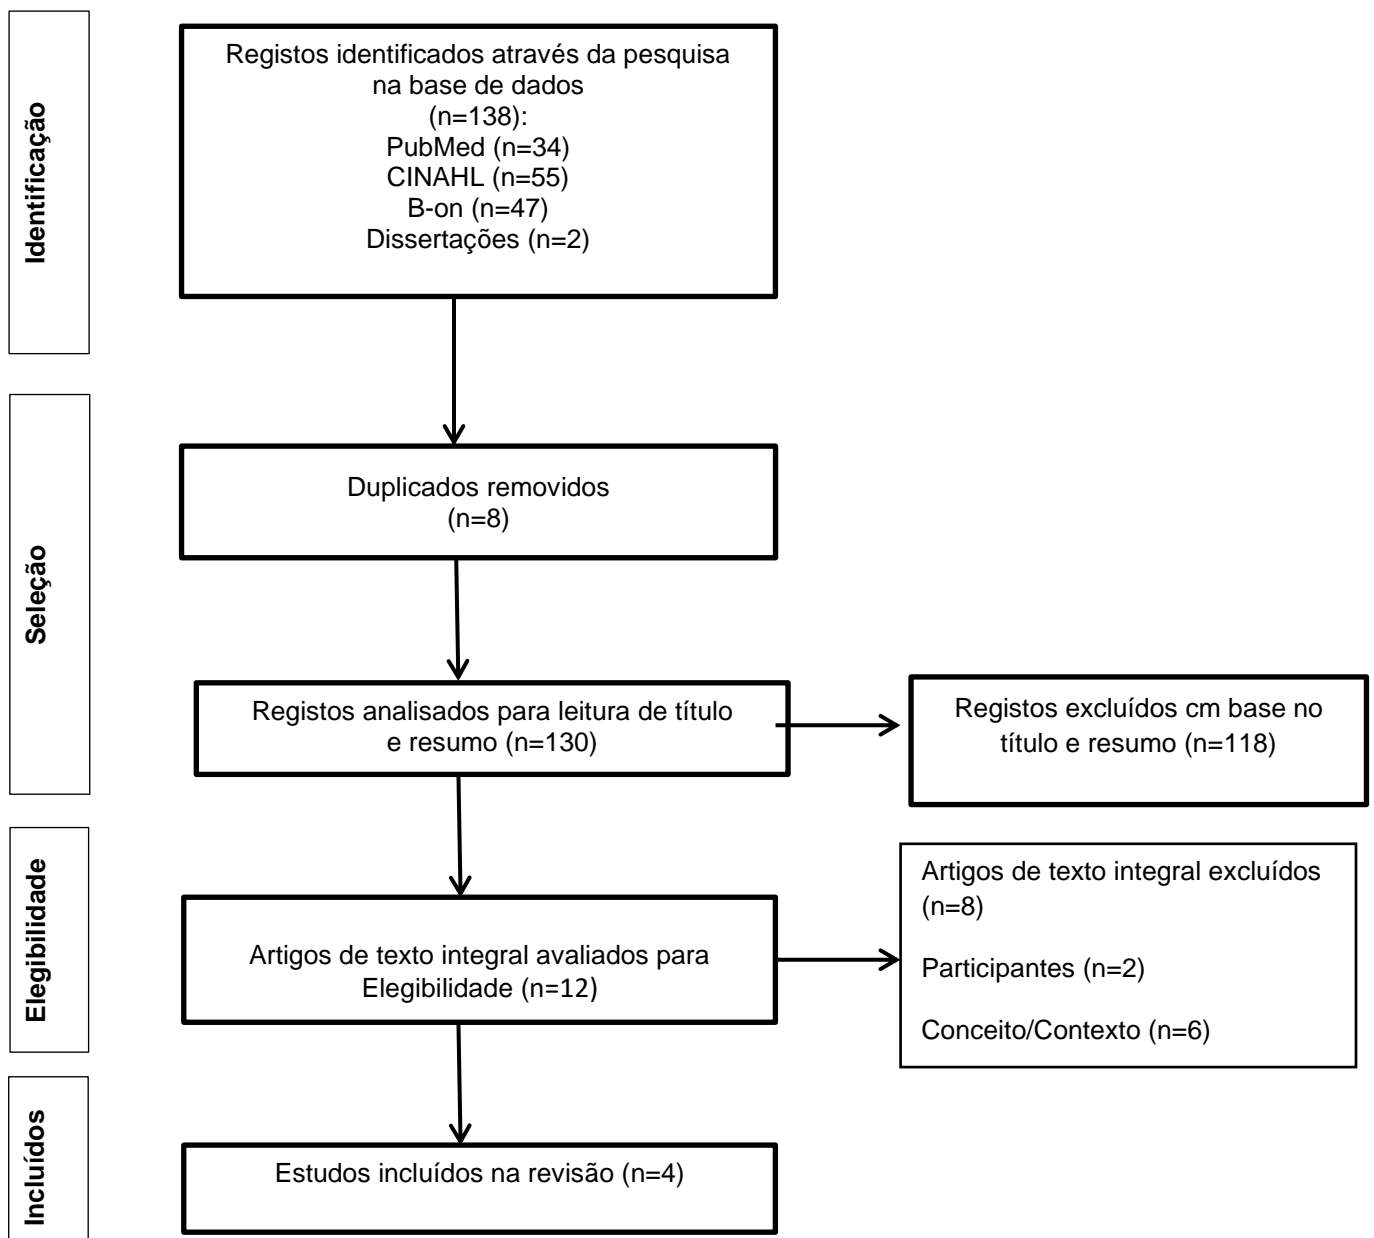 Identificação
Registos identificados através da pesquisa
na base de dados
(n=138):
PubMed (n=34)
CINAHL (n=55)
B-on (n=47)
Dissertações (n=2)
Seleção
Duplicados removidos
(n=8)
Registos analisados para leitura de título
e resumo (n=130)
Registos excluídos cm base no
título e resumo (n=118)
Elegibilidade
Artigos de texto integral avaliados para
Elegibilidade (n=12)
Artigos de texto integral excluídos
(n=8)
Participantes (n=2)
Conceito/Contexto (n=6)
Incluídos
Estudos incluídos na revisão (n=4)